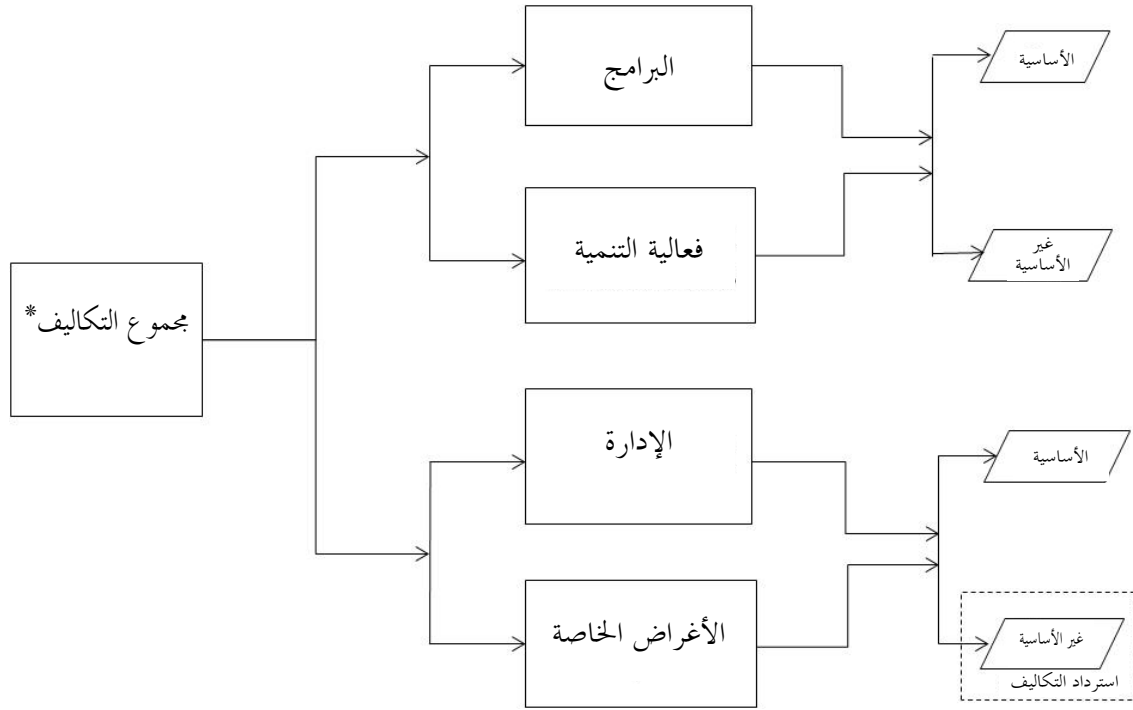 مجموع التكاليف*
البرامج
فعالية التنمية
الأساسية
غير
الأساسية
الإدارة
الأغراض الخاصة
الأساسية
غير الأساسية
استرداد التكاليف